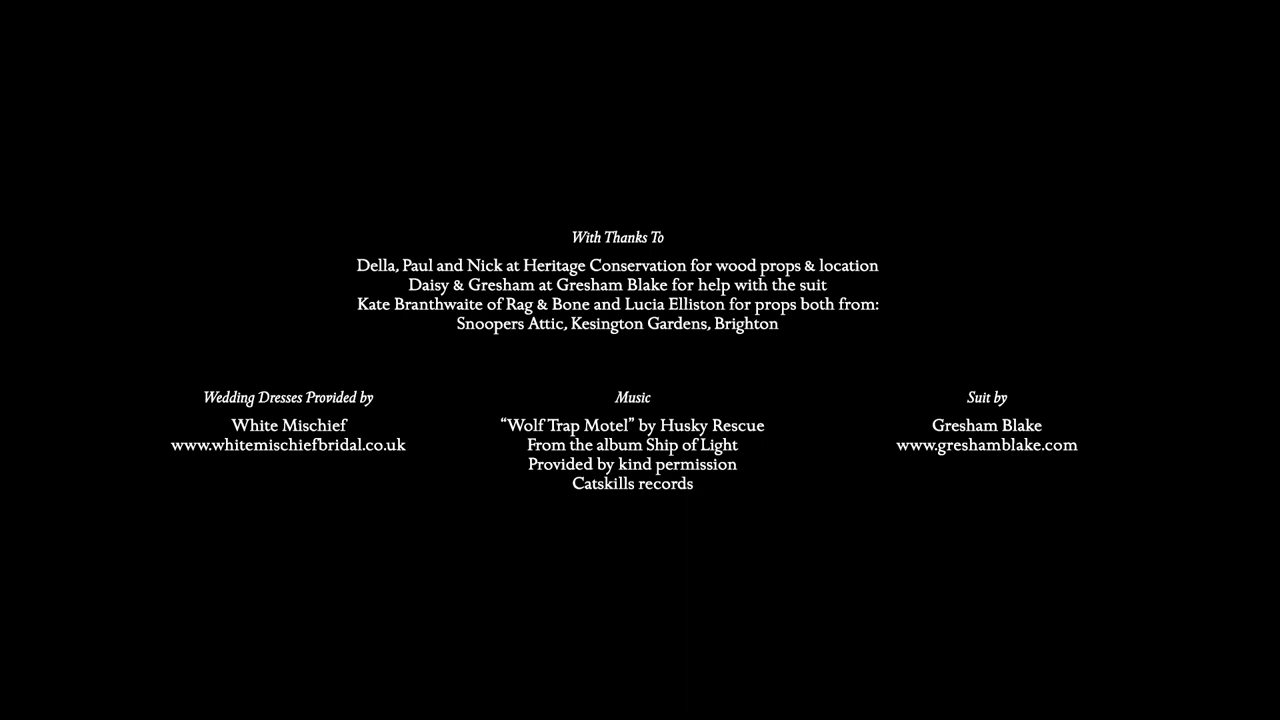 With Thanks To
Della, Paul and Nick at Heritage Conservation for wood props & location
Daisy & Gresham at Gresham Blake for help with the suit
Kate Branthwaite of Rag & Bone and Lucia Elliston for props both from:
Snoopers Attic, Kesington Gardens, Brighton
Wedding Dresses Provided by
White Mischief
www.whitemischiefbridal.co.uk
Music
“Wolf Trap Motel” by Husky Rescue
From the album Ship of Light
Provided by kind permission
Catskills records
Suit by
Gresham Blake
www.greshamblake.com